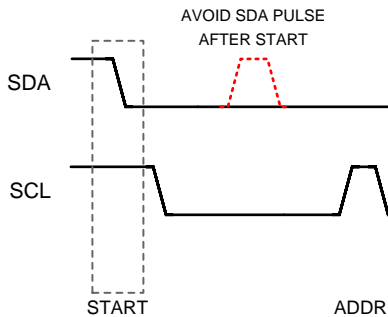 AVOID SDA PULSE
AFTER START
SDA
SCL
START
ADDR